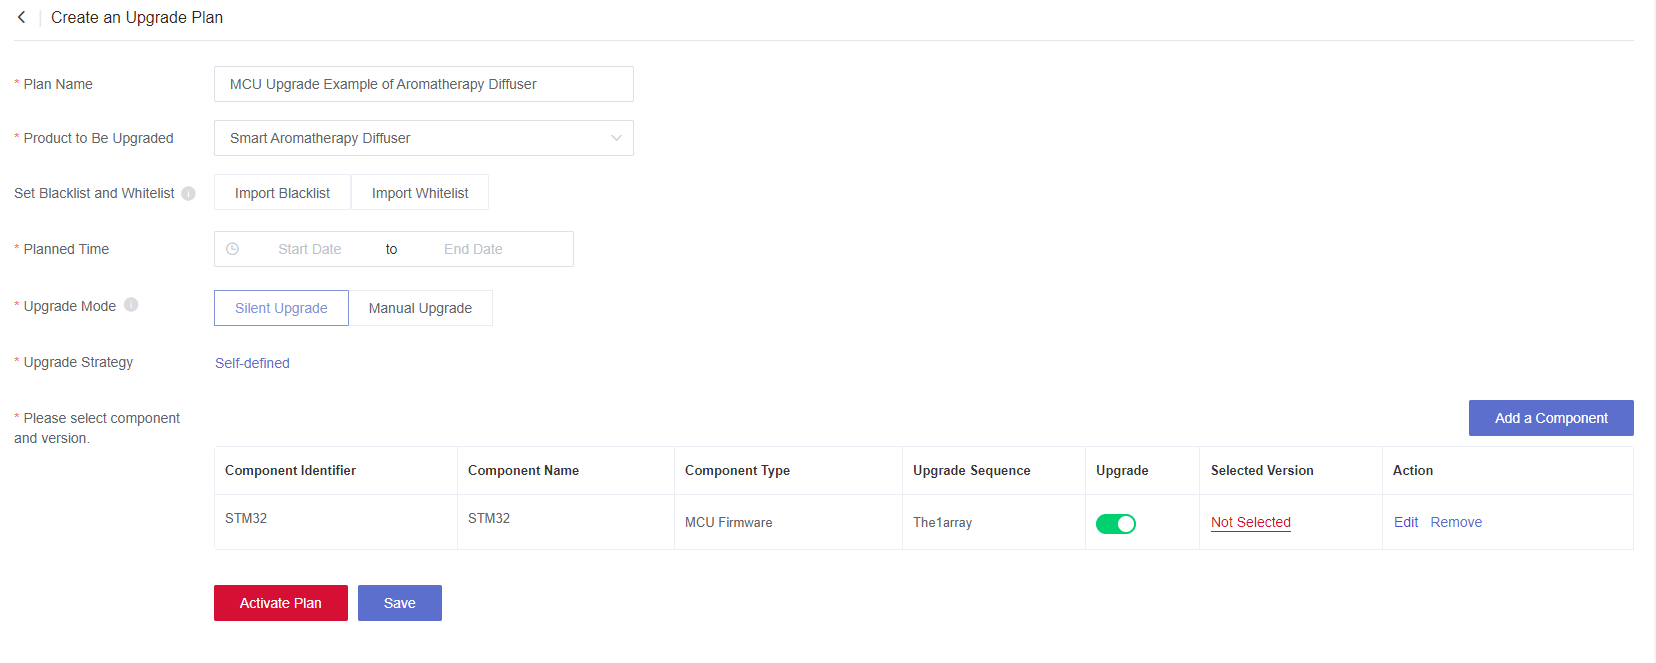 Create an Upgrade Plan
* Plan Name
MCU Upgrade Example of Aromatherapy Diffuser
* Product to Be Upgraded
Smart Aromatherapy Diffuser
Set Blacklist and Whitelist
Import Blacklist
Import Whitelist
* Planned Time
Start Date to End Date
* Upgrade Mode
Silent Upgrade
Manual Upgrade
* Upgrade Strategy
Self-defined
* Please select component
and version.
Add a Component
Component Identifier Component Name Component Type Upgrade Sequence Upgrade Selected Version Action
STM32 STM32 MCU Firmware The1array Not Selected Edit Remove
Activate Plan
Save